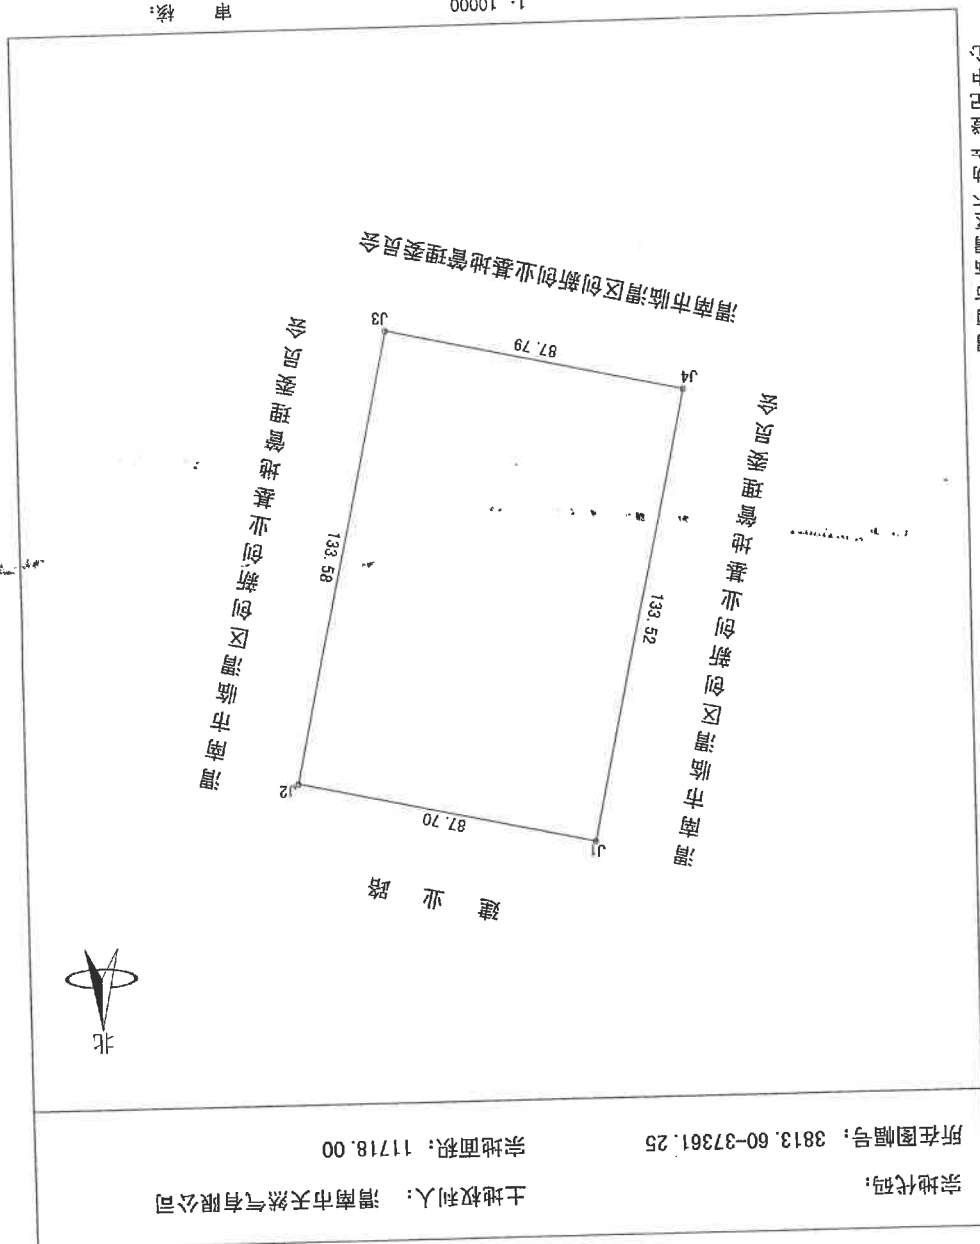 宗地代码:
土地权利人: 渭南市天然气有限公司
所在图幅号: 3813.60-37361.25
宗地面积: 11718.00
北
建业路
J1
87.70
J2
渭南市临渭区创新创业基地管理委员会
133.52
133.58
渭南市临渭区创新创业基地管理委员会
J4
87.79
J3
渭南市临渭区创新创业基地管理委员会
1:10000
审 核: